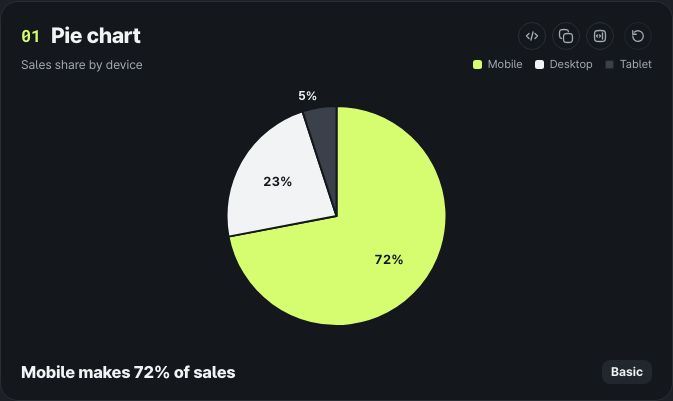 01 Pie chart
Sales share by device
Mobile Desktop Tablet
5%
23%
72%
Mobile makes 72% of sales
Basic